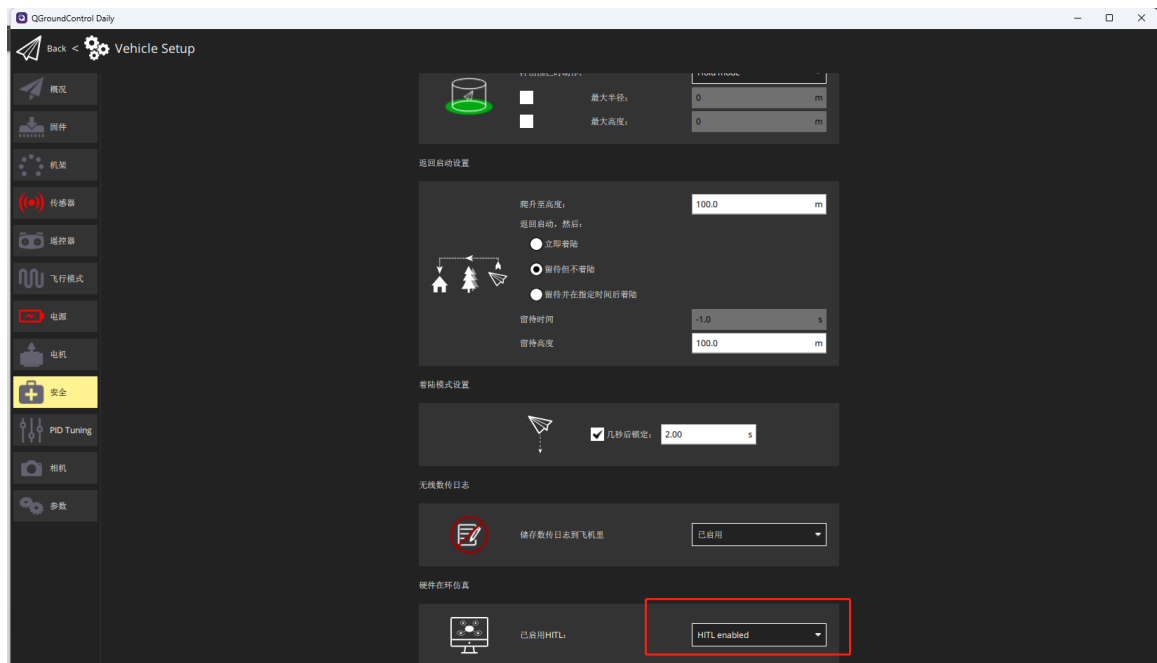 QGroundControl Daily
Back < Vehicle Setup
概况
固件
机架
传感器
遥控器
飞行模式
电源
电机
安全
PID Tuning
相机
参数
最大半径: 0 m
最大高度: 0 m
返回启动设置
爬升至高度: 100.0 m
返回启动，然后:
立即着陆
留待但不着陆
留待并在指定时间后着陆
留待时间 -1.0 s
留待高度 100.0 m
着陆模式设置
几秒后锁定: 2.00 s
无线数传日志
储存数传日志到飞机里 已启用
硬件在环仿真
已启用HITL: HITL enabled